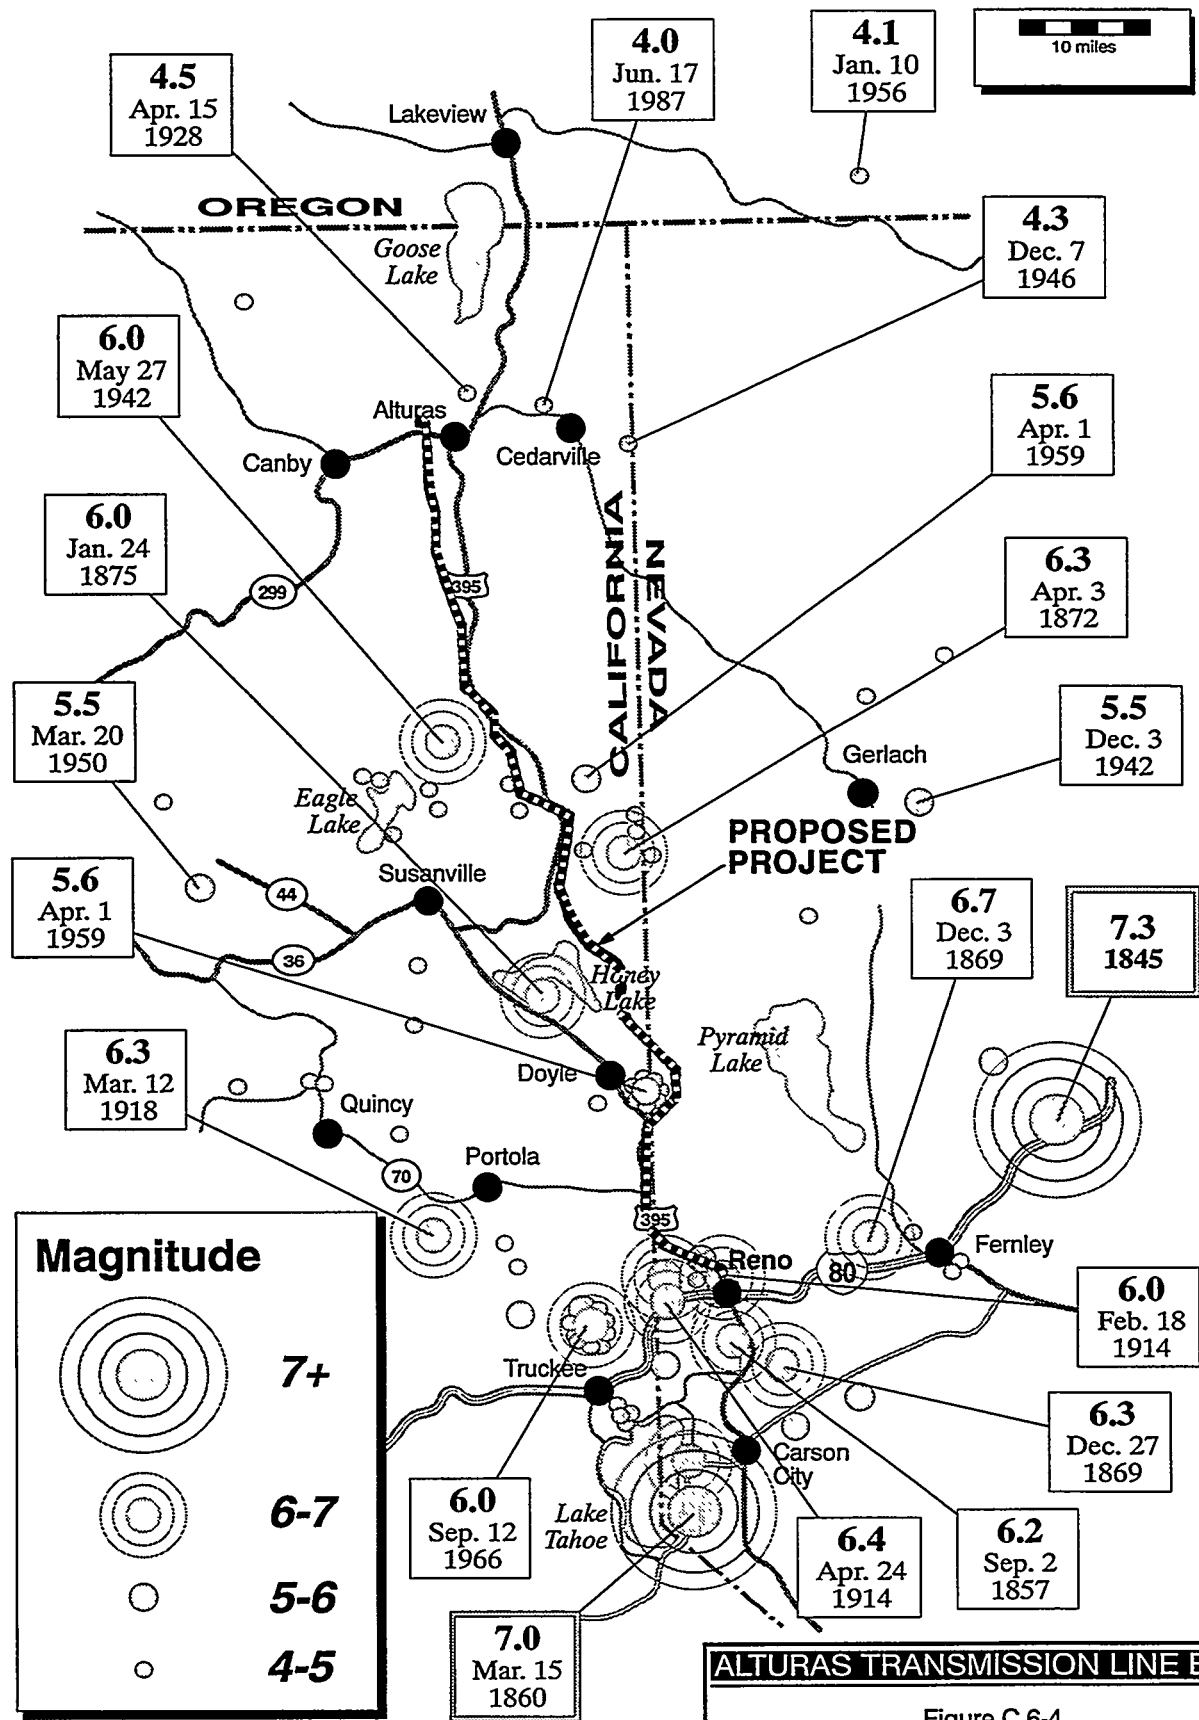 10 miles
4.5
Apr. 15
1928
4.0
Jun. 17
1987
4.1
Jan. 10
1956
Lakeview
OREGON
Goose
Lake
4.3
Dec. 7
1946
6.0
May 27
1942
Alturas
Canby
Cedarville
5.6
Apr. 1
1959
6.0
Jan. 24
1875
299
395
CALIFORNIA
NEVADA
6.3
Apr. 3
1872
5.5
Mar. 20
1950
5.5
Dec. 3
1942
Gerlach
Eagle
Lake
PROPOSED
PROJECT
Susanville
44
36
5.6
Apr. 1
1959
6.7
Dec. 3
1869
7.3
1845
Honey
Lake
Pyramid
Lake
Doyle
6.3
Mar. 12
1918
Quincy
70
Portola
395
Reno
80
Fernley
6.0
Feb. 18
1914
Truckee
6.3
Dec. 27
1869
Carson
City
Lake
Tahoe
6.0
Sep. 12
1966
6.4
Apr. 24
1914
6.2
Sep. 2
1857
7.0
Mar. 15
1860
Magnitude
7+
6-7
5-6
4-5
ALTURAS TRANSMISSION LINE E
Figure C.6-4